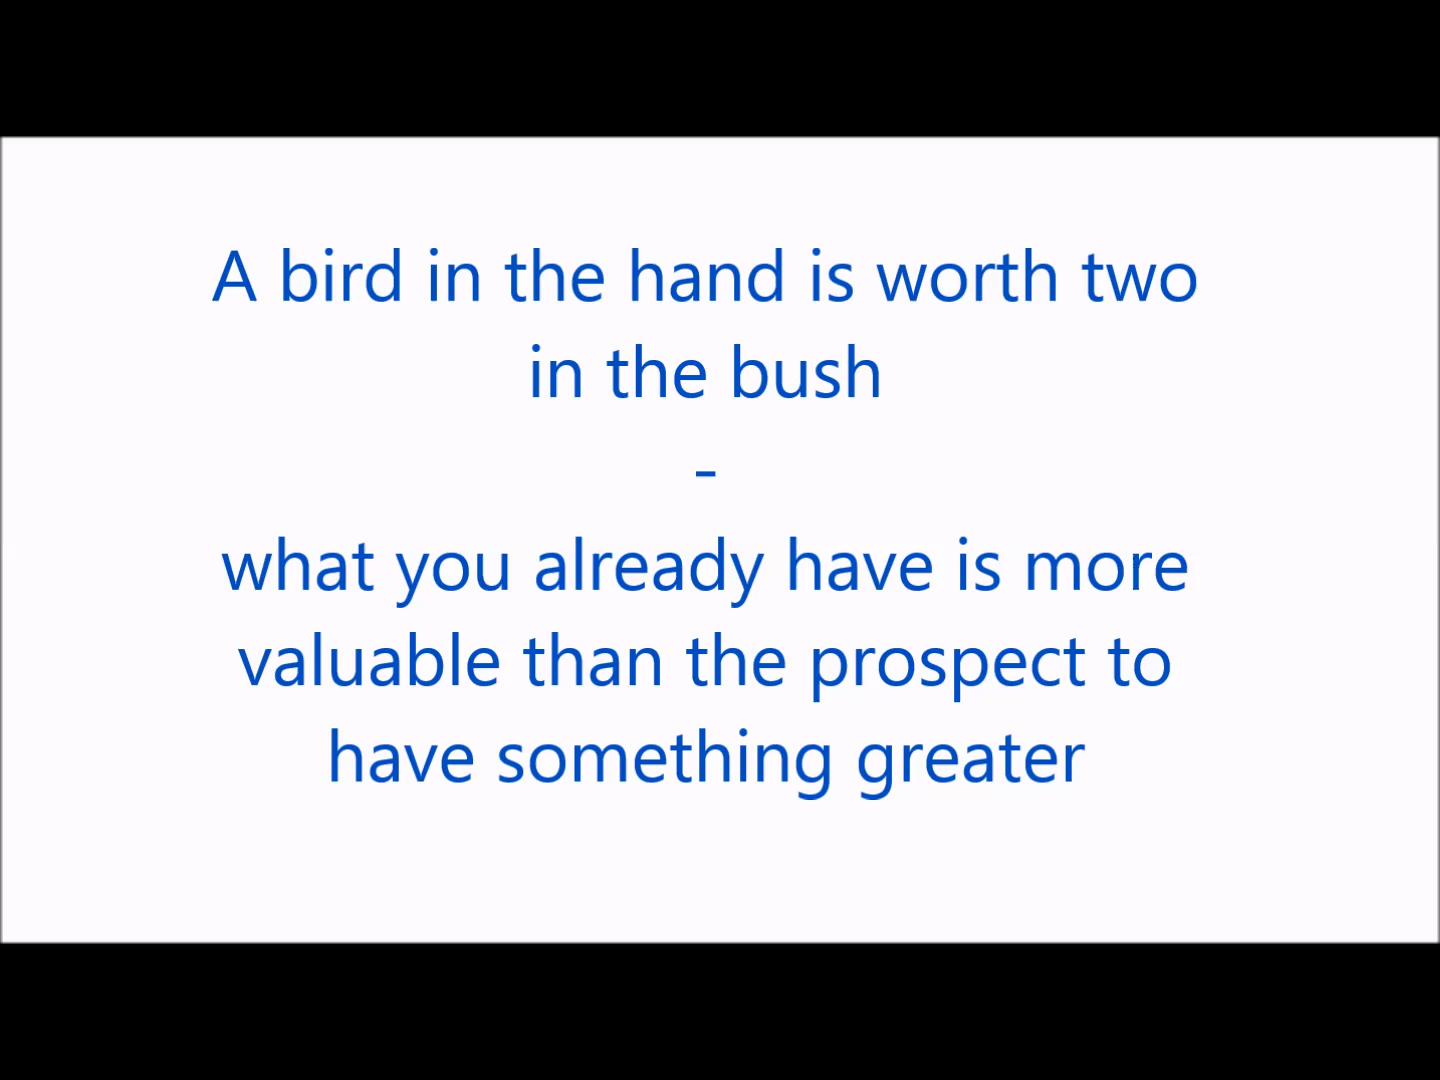 A bird in the hand is worth two
in the bush
-
what you already have is more
valuable than the prospect to
have something greater